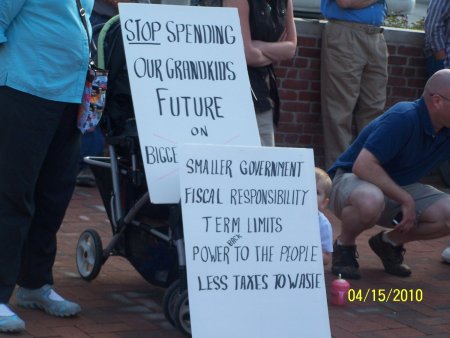 STOP SPENDING
OUR GRANDKIDS
FUTURE
ON
BIGGE
SMALLER GOVERNMENT
FISCAL RESPONSIBILITY
TERM LIMITS
POWER BACK TO THE PEOPLE
LESS TAXES TO WASTE
04/15/2010